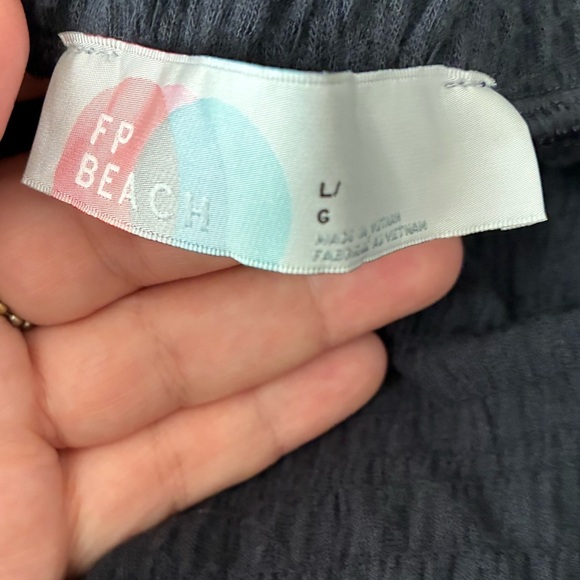 FP
BEACH
L/
G
MADE IN VIETNAM
FABRIQUÉ AU VIETNAM